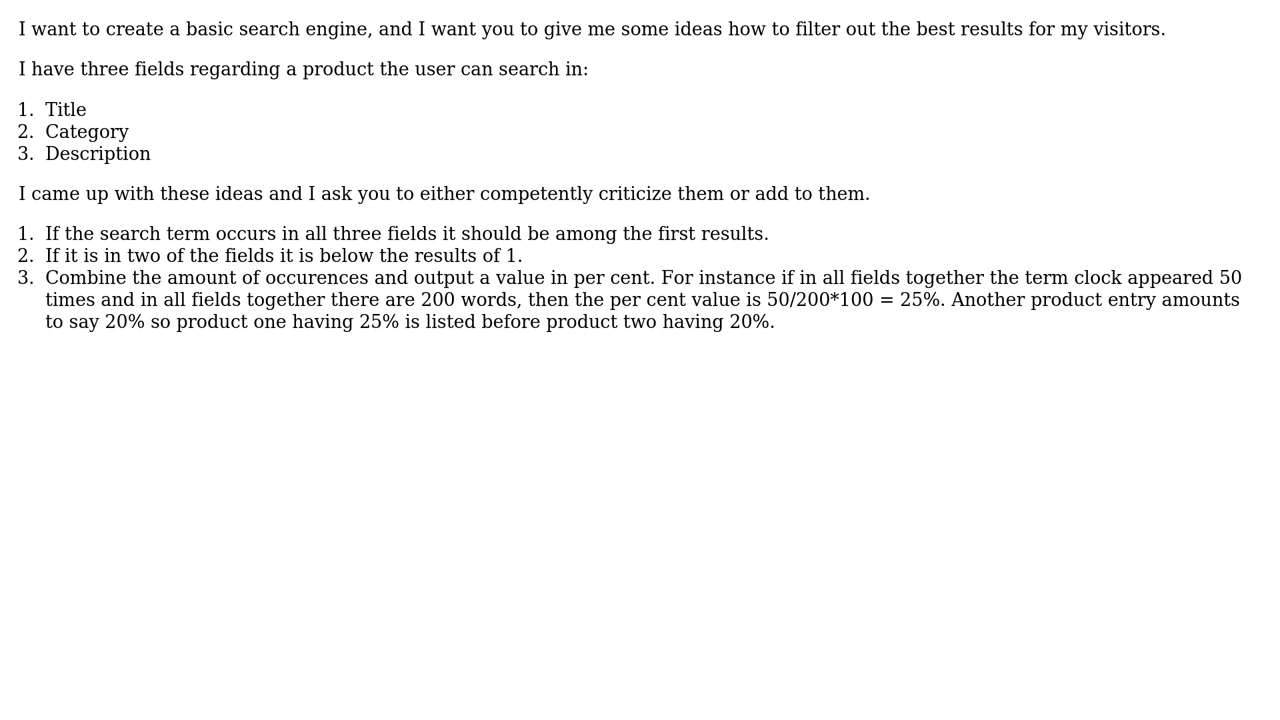 I want to create a basic search engine, and I want you to give me some ideas how to filter out the best results for my visitors.
I have three fields regarding a product the user can search in:
1. Title
2. Category
3. Description
I came up with these ideas and I ask you to either competently criticize them or add to them.
1. If the search term occurs in all three fields it should be among the first results.
2. If it is in two of the fields it is below the results of 1.
3. Combine the amount of occurences and output a value in per cent. For instance if in all fields together the term clock appeared 50
times and in all fields together there are 200 words, then the per cent value is 50/200*100 = 25%. Another product entry amounts
to say 20% so product one having 25% is listed before product two having 20%.